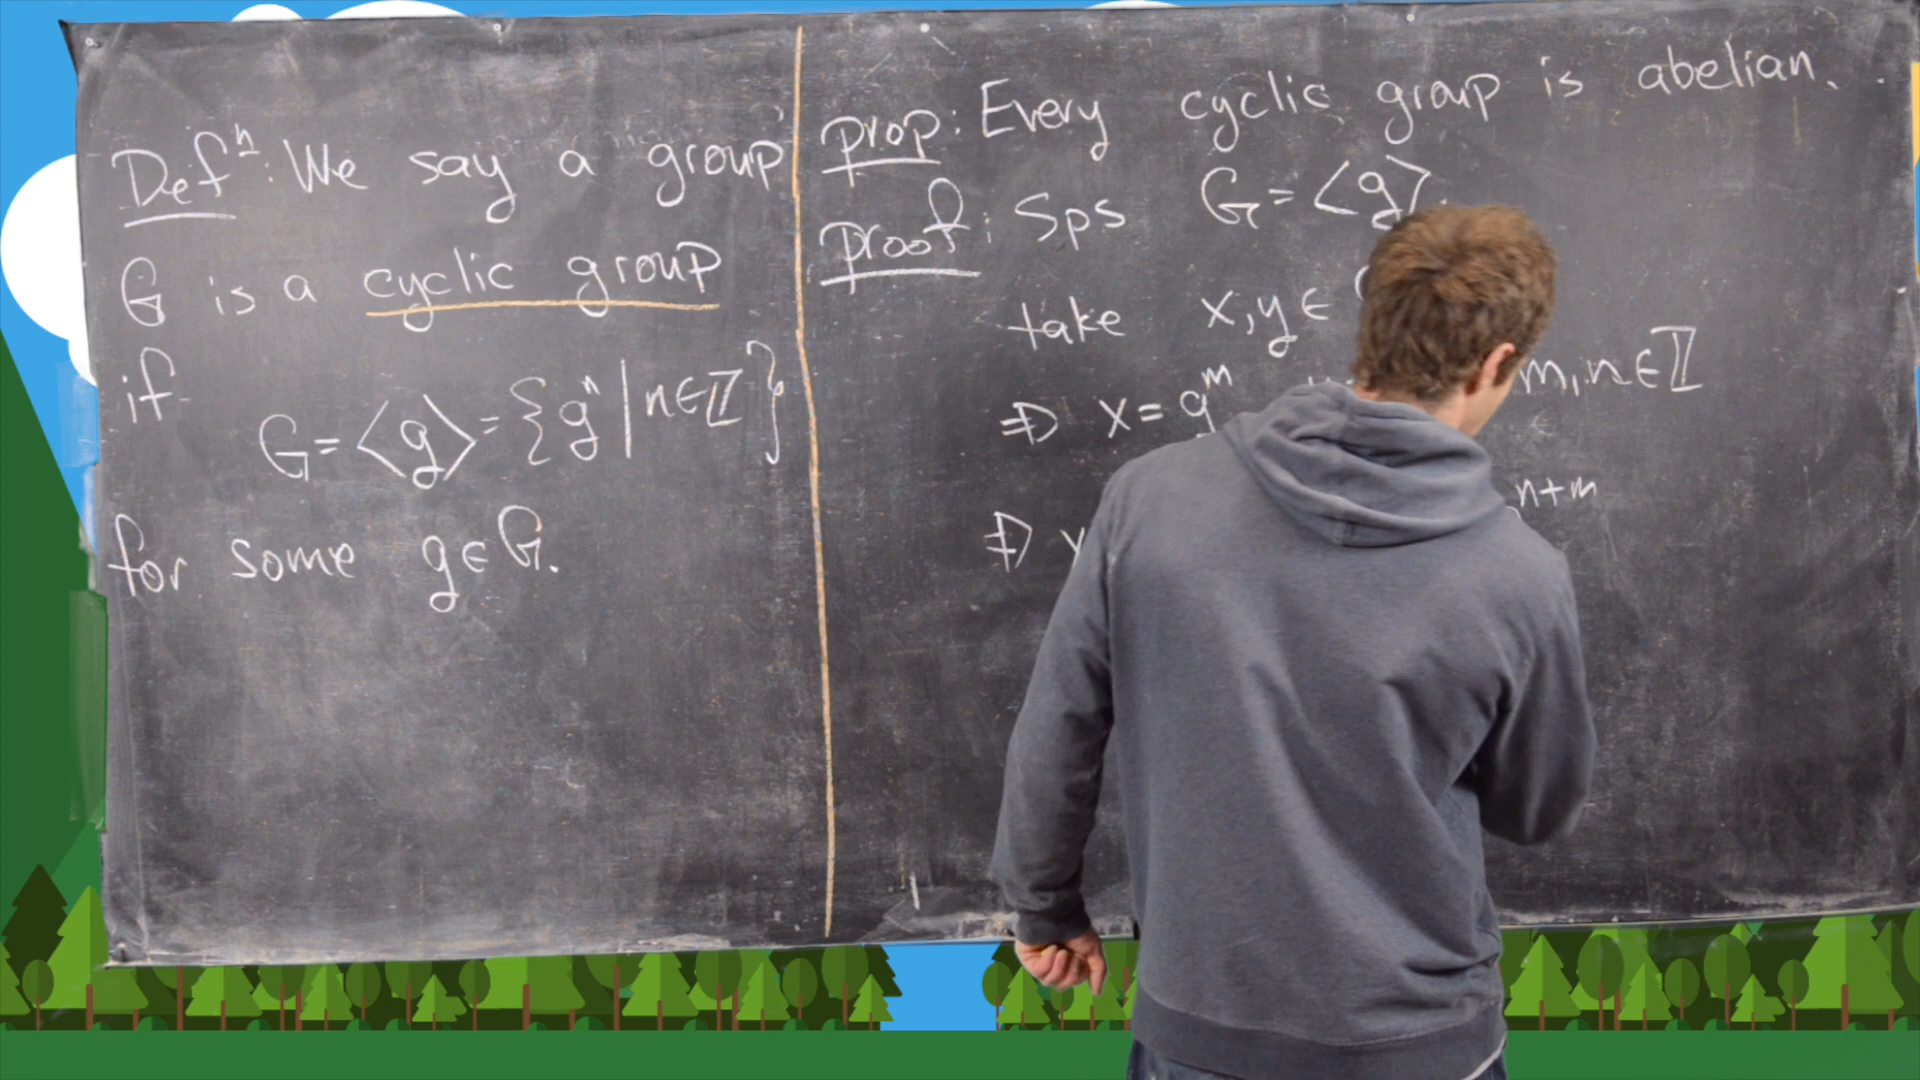 Defⁿ: We say a group
G is a cyclic group
if
G = ⟨g⟩ = {gⁿ | n∈ℤ}
for some g∈G.
prop: Every cyclic group is abelian.
proof: Sps G = ⟨g⟩.
take x,y ∈
⇒ x = gᵐ m,n∈ℤ
⇒ n+m